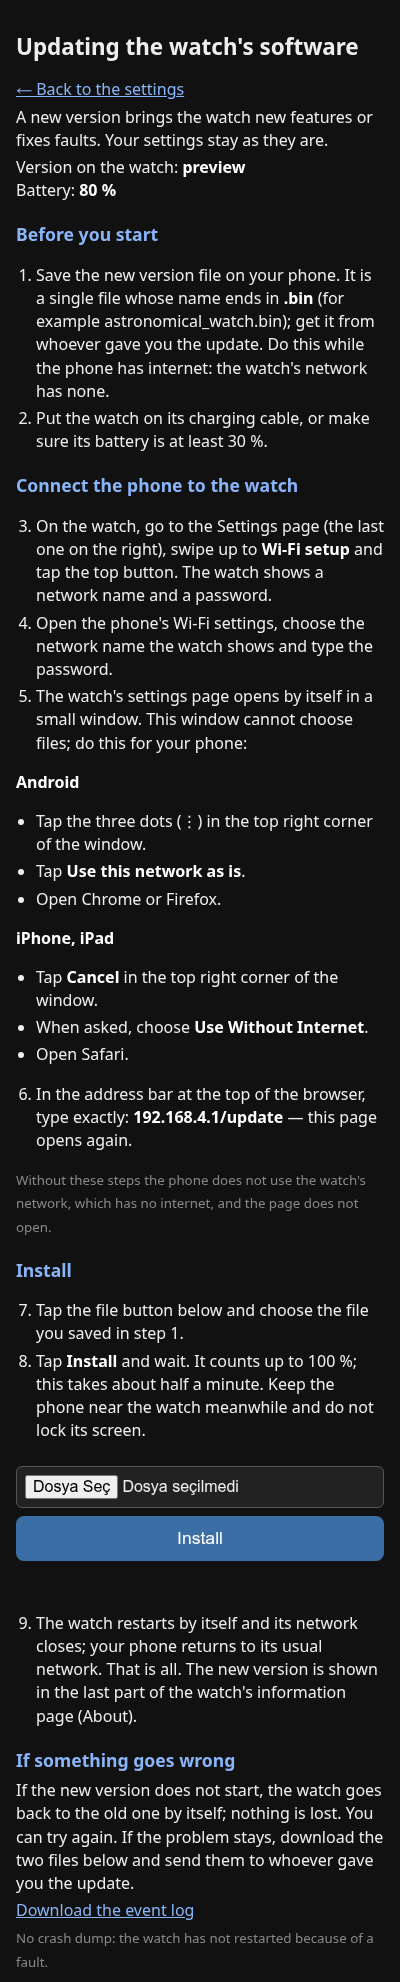 Updating the watch's software
← Back to the settings
A new version brings the watch new features or
fixes faults. Your settings stay as they are.
Version on the watch: preview
Battery: 80 %
Before you start
1. Save the new version file on your phone. It is
a single file whose name ends in .bin (for
example astronomical_watch.bin); get it from
whoever gave you the update. Do this while
the phone has internet: the watch's network
has none.
2. Put the watch on its charging cable, or make
sure its battery is at least 30 %.
Connect the phone to the watch
3. On the watch, go to the Settings page (the last
one on the right), swipe up to Wi-Fi setup and
tap the top button. The watch shows a
network name and a password.
4. Open the phone's Wi-Fi settings, choose the
network name the watch shows and type the
password.
5. The watch's settings page opens by itself in a
small window. This window cannot choose
files; do this for your phone:
Android
• Tap the three dots (⋮) in the top right corner
of the window.
• Tap Use this network as is.
• Open Chrome or Firefox.
iPhone, iPad
• Tap Cancel in the top right corner of the
window.
• When asked, choose Use Without Internet.
• Open Safari.
6. In the address bar at the top of the browser,
type exactly: 192.168.4.1/update — this page
opens again.
Without these steps the phone does not use the watch's
network, which has no internet, and the page does not
open.
Install
7. Tap the file button below and choose the file
you saved in step 1.
8. Tap Install and wait. It counts up to 100 %;
this takes about half a minute. Keep the
phone near the watch meanwhile and do not
lock its screen.
Dosya Seç Dosya seçilmedi
Install
9. The watch restarts by itself and its network
closes; your phone returns to its usual
network. That is all. The new version is shown
in the last part of the watch's information
page (About).
If something goes wrong
If the new version does not start, the watch goes
back to the old one by itself; nothing is lost. You
can try again. If the problem stays, download the
two files below and send them to whoever gave
you the update.
Download the event log
No crash dump: the watch has not restarted because of a
fault.